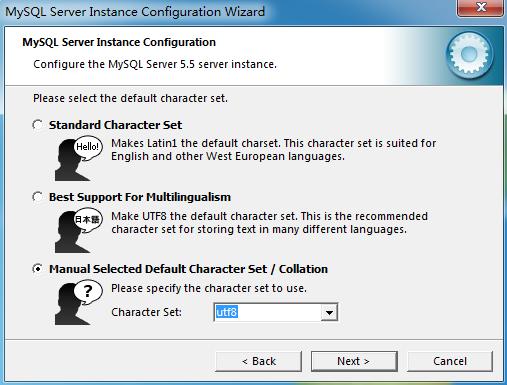 MySQL Server Instance Configuration Wizard
MySQL Server Instance Configuration
Configure the MySQL Server 5.5 server instance.
Please select the default character set.
Standard Character Set
Hello!
Makes Latin1 the default charset. This character set is suited for
English and other West European languages.
Best Support For Multilingualism
日本語
Make UTF8 the default character set. This is the recommended
character set for storing text in many different languages.
Manual Selected Default Character Set / Collation
?
Please specify the character set to use.
Character Set: utf8
< Back Next > Cancel